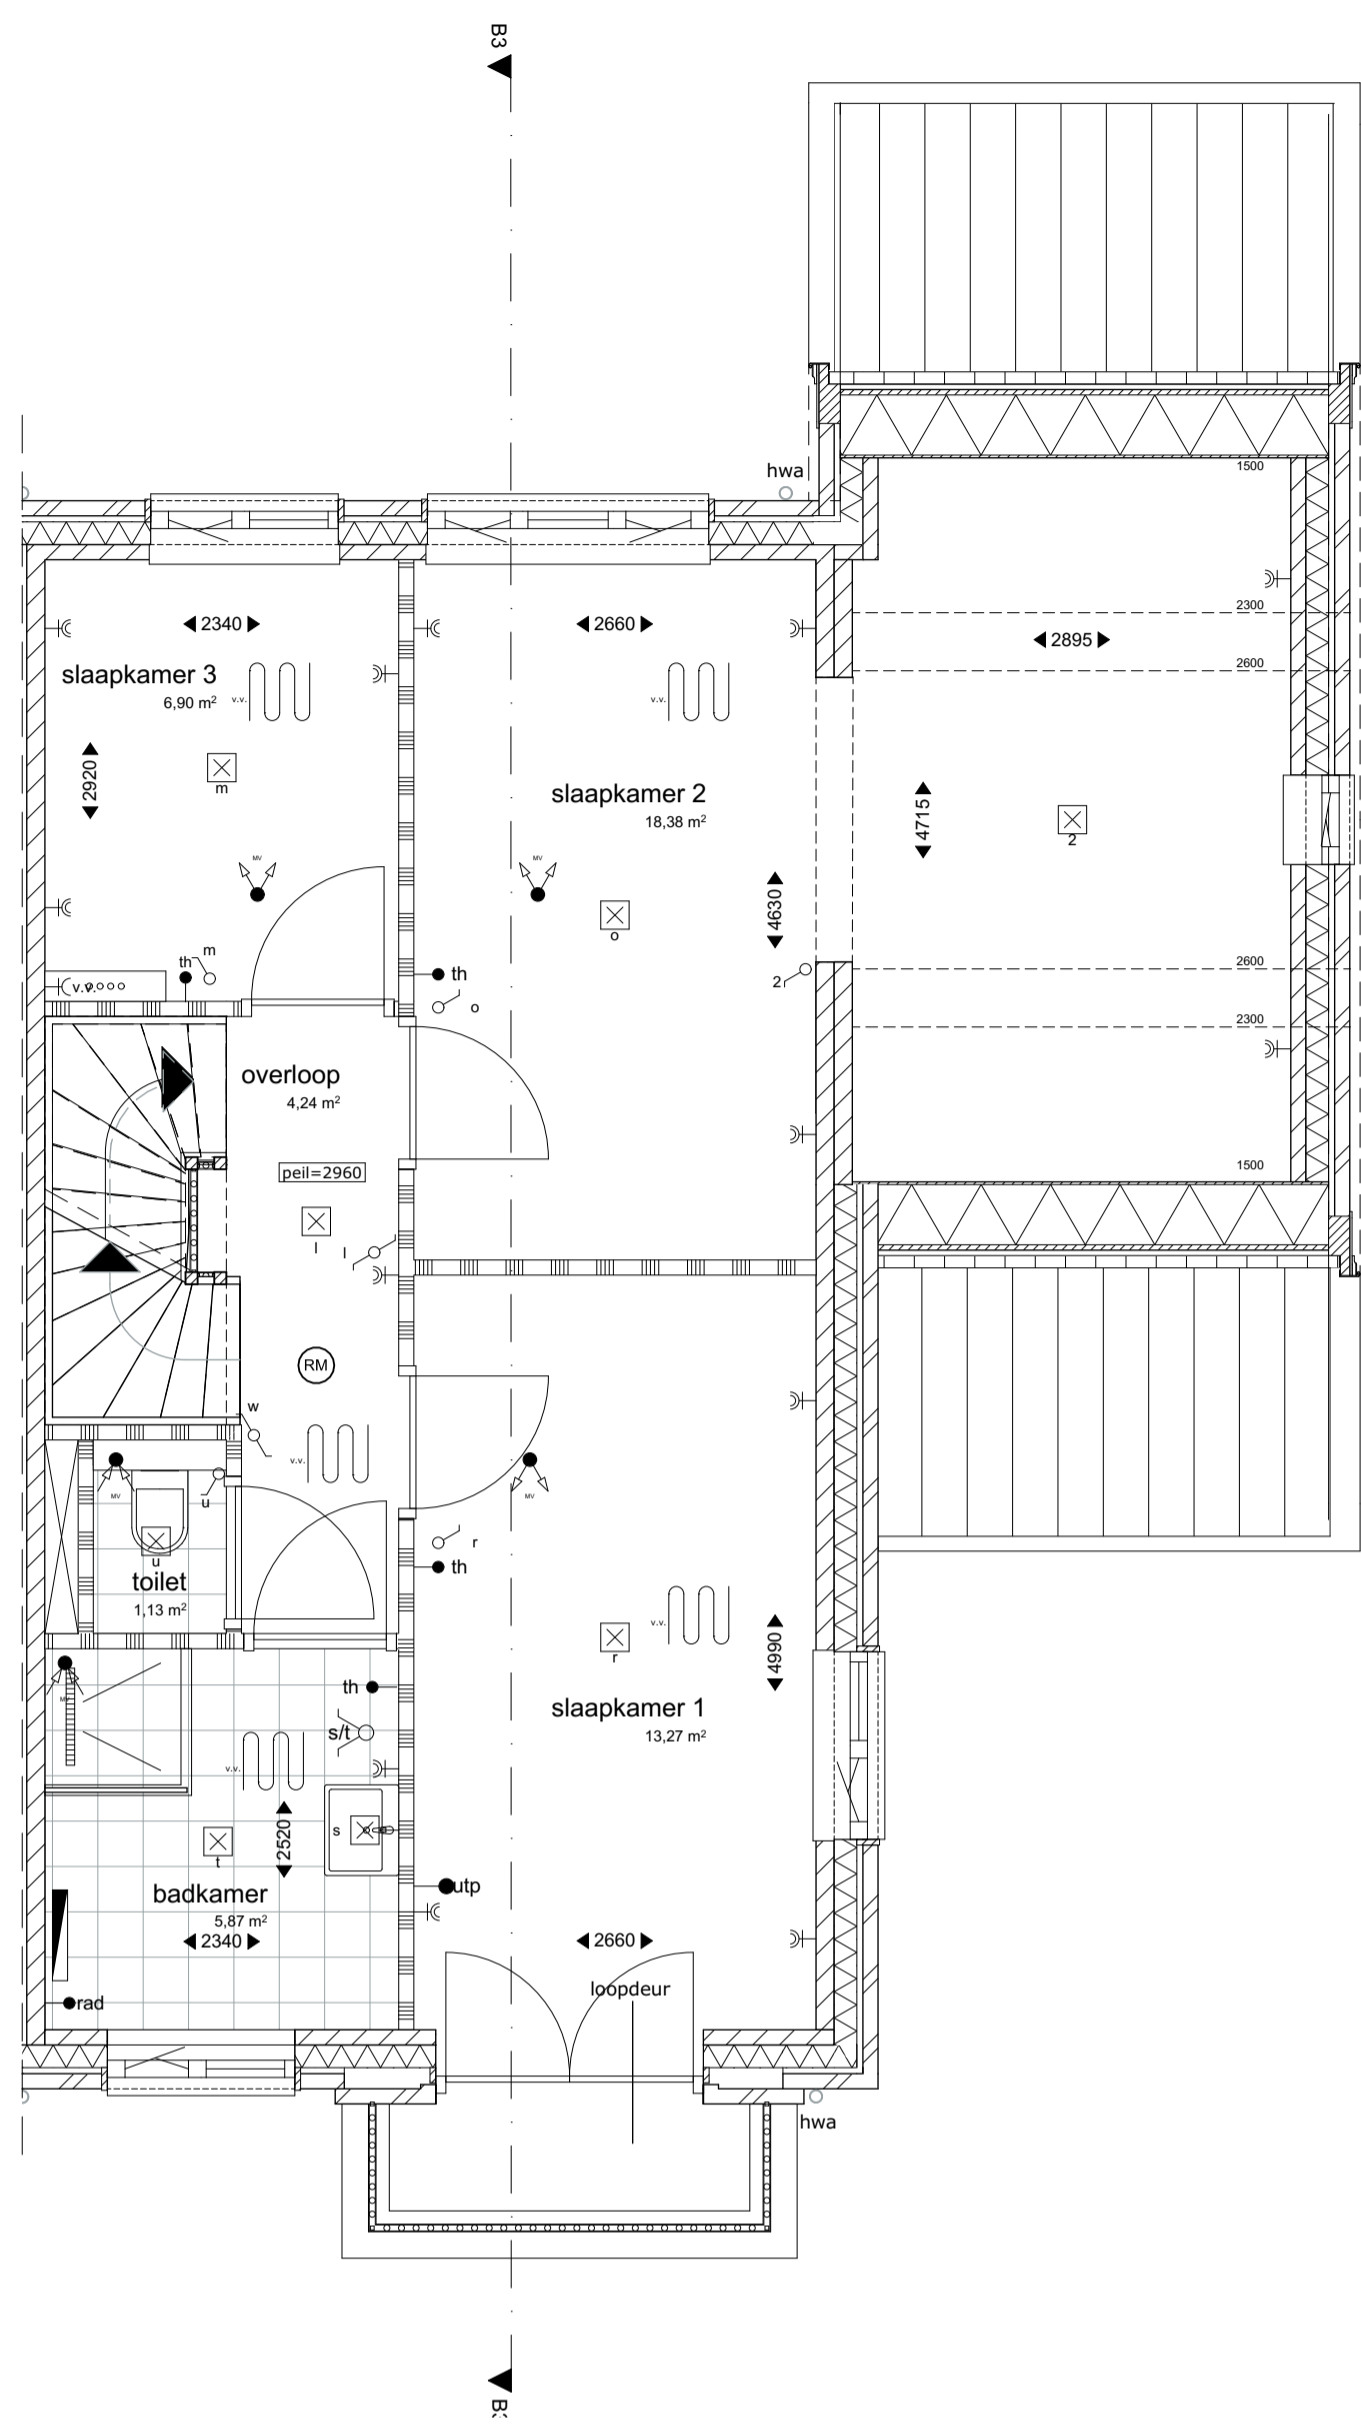 B3
hwa
1500
2300
2340
2660
2895
2600
slaapkamer 3
6,90 m²
v.v.
v.v.
m
2920
slaapkamer 2
18,38 m²
4715
2
MV
MV
4630
o
m
th
th
2600
2
v.v.
o
2300
overloop
4,24 m²
peil=2960
1500
l
l
RM
w
v.v.
MV
u
MV
u
toilet
1,13 m²
r
th
v.v.
r
4990
MV
th
s/t
slaapkamer 1
13,27 m²
v.v.
2520
s
t
badkamer
5,87 m²
utp
2340
2660
loopdeur
rad
hwa